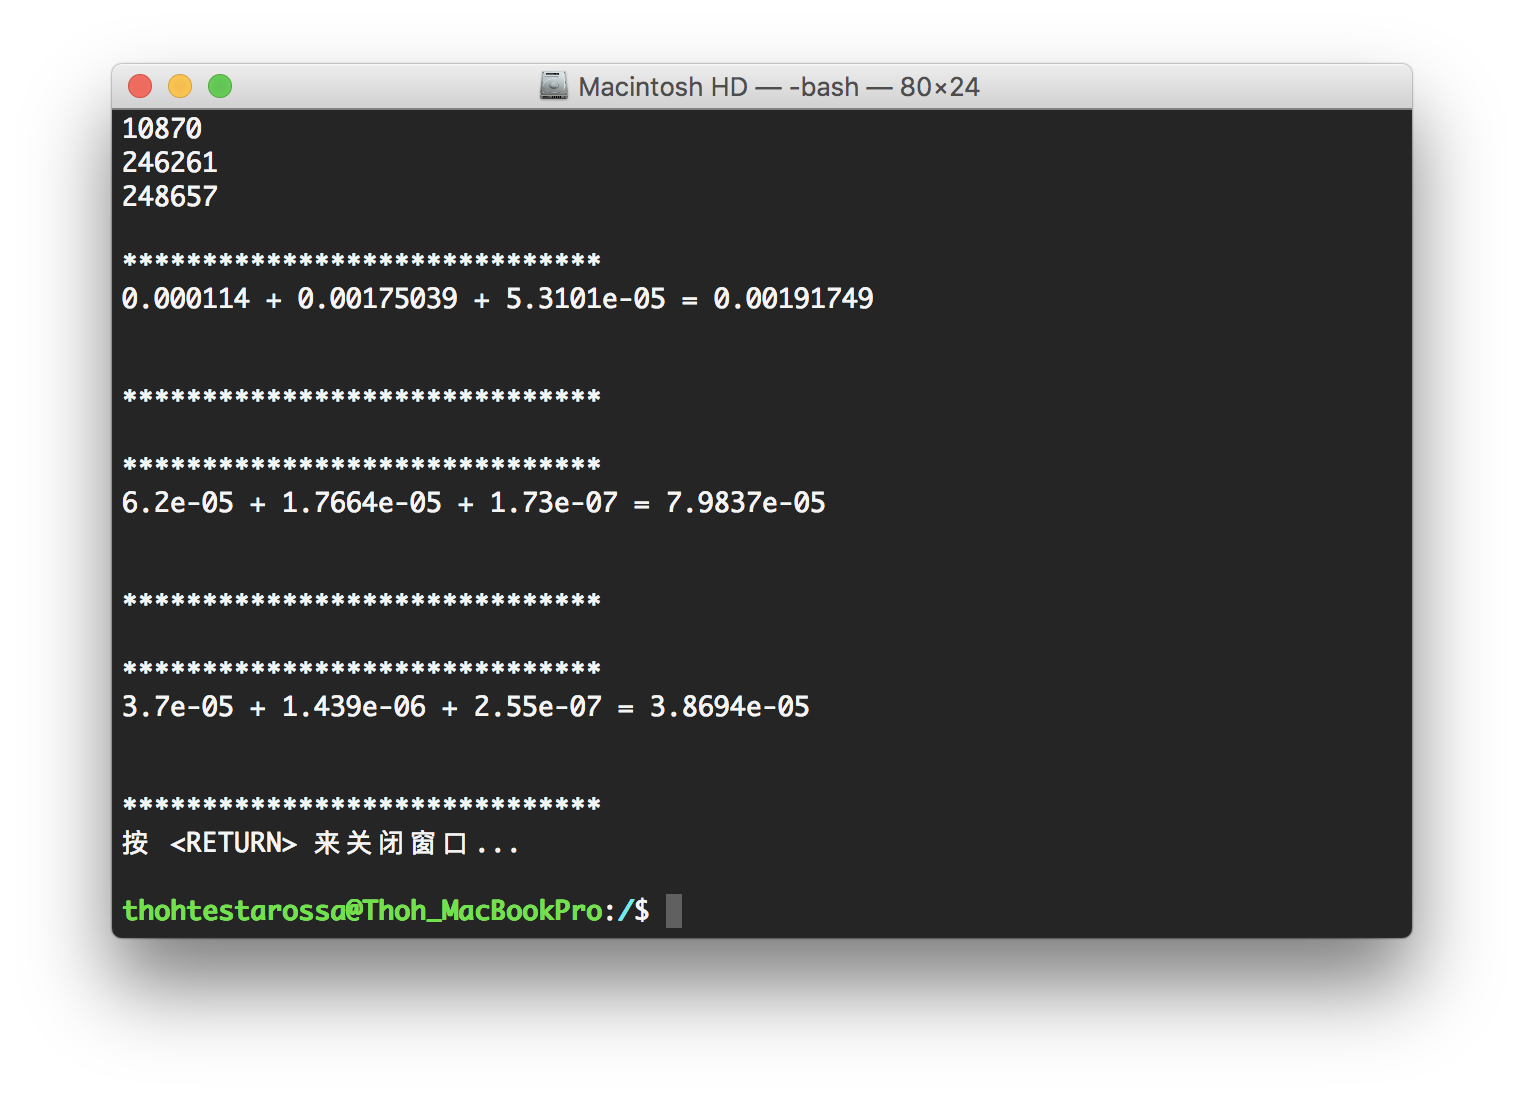 Macintosh HD — -bash — 80×24
10870
246261
248657
******************************
0.000114 + 0.00175039 + 5.3101e-05 = 0.00191749
******************************
******************************
6.2e-05 + 1.7664e-05 + 1.73e-07 = 7.9837e-05
******************************
******************************
3.7e-05 + 1.439e-06 + 2.55e-07 = 3.8694e-05
******************************
按 <RETURN> 来关闭窗口...
thohtestarossa@Thoh_MacBookPro:/$